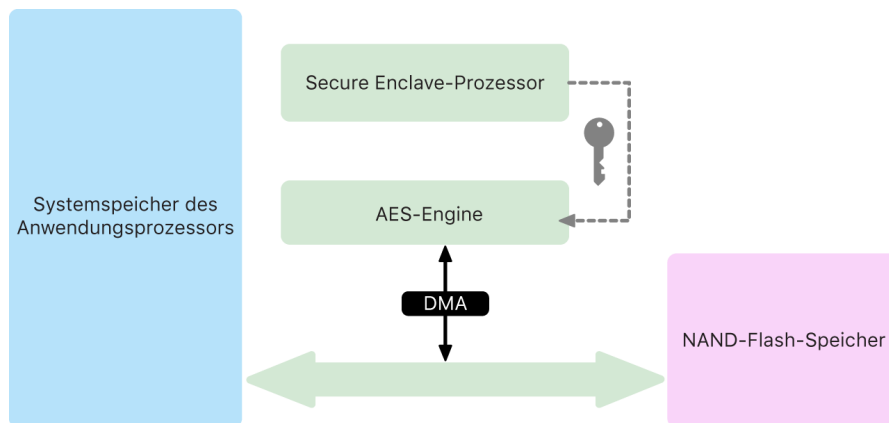 Systemspeicher des
Anwendungsprozessors
Secure Enclave-Prozessor
AES-Engine
DMA
NAND-Flash-Speicher